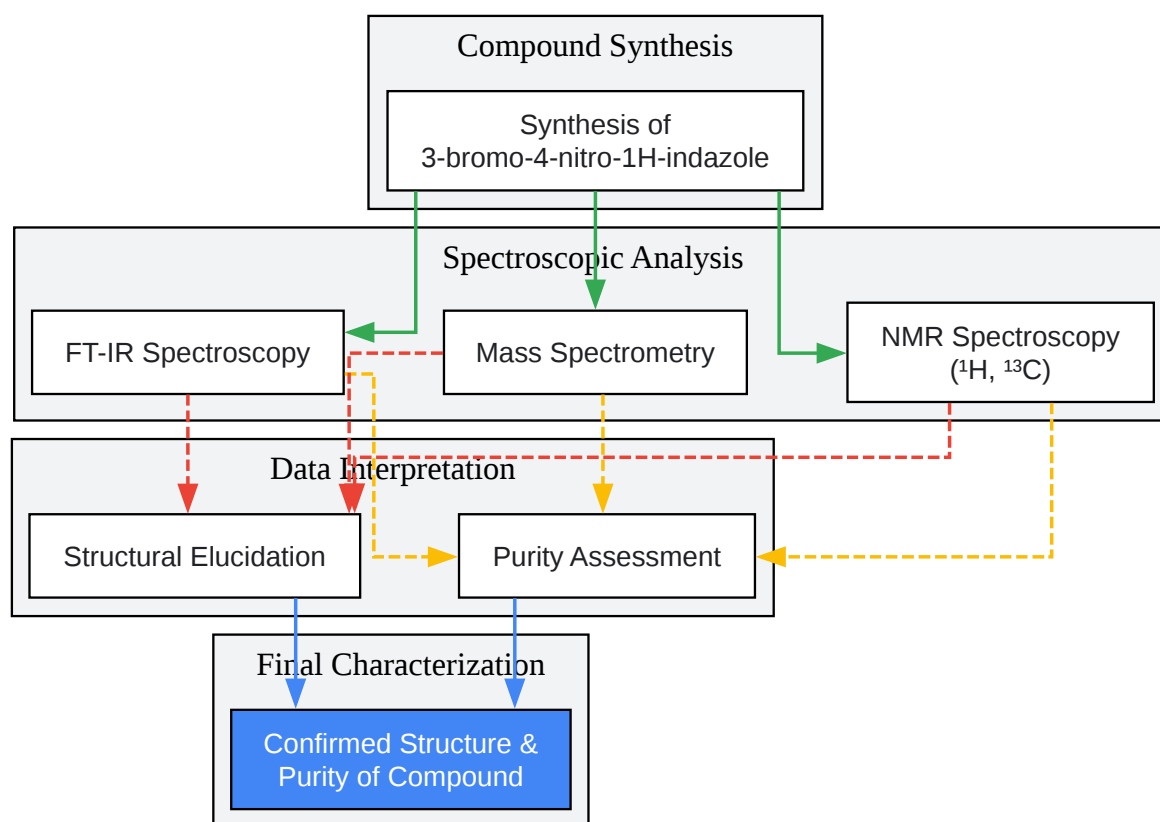 Compound Synthesis
Synthesis of
3-bromo-4-nitro-1H-indazole
Spectroscopic Analysis
FT-IR Spectroscopy
Mass Spectrometry
NMR Spectroscopy
(¹H, ¹³C)
Data Interpretation
Structural Elucidation
Purity Assessment
Final Characterization
Confirmed Structure &
Purity of Compound